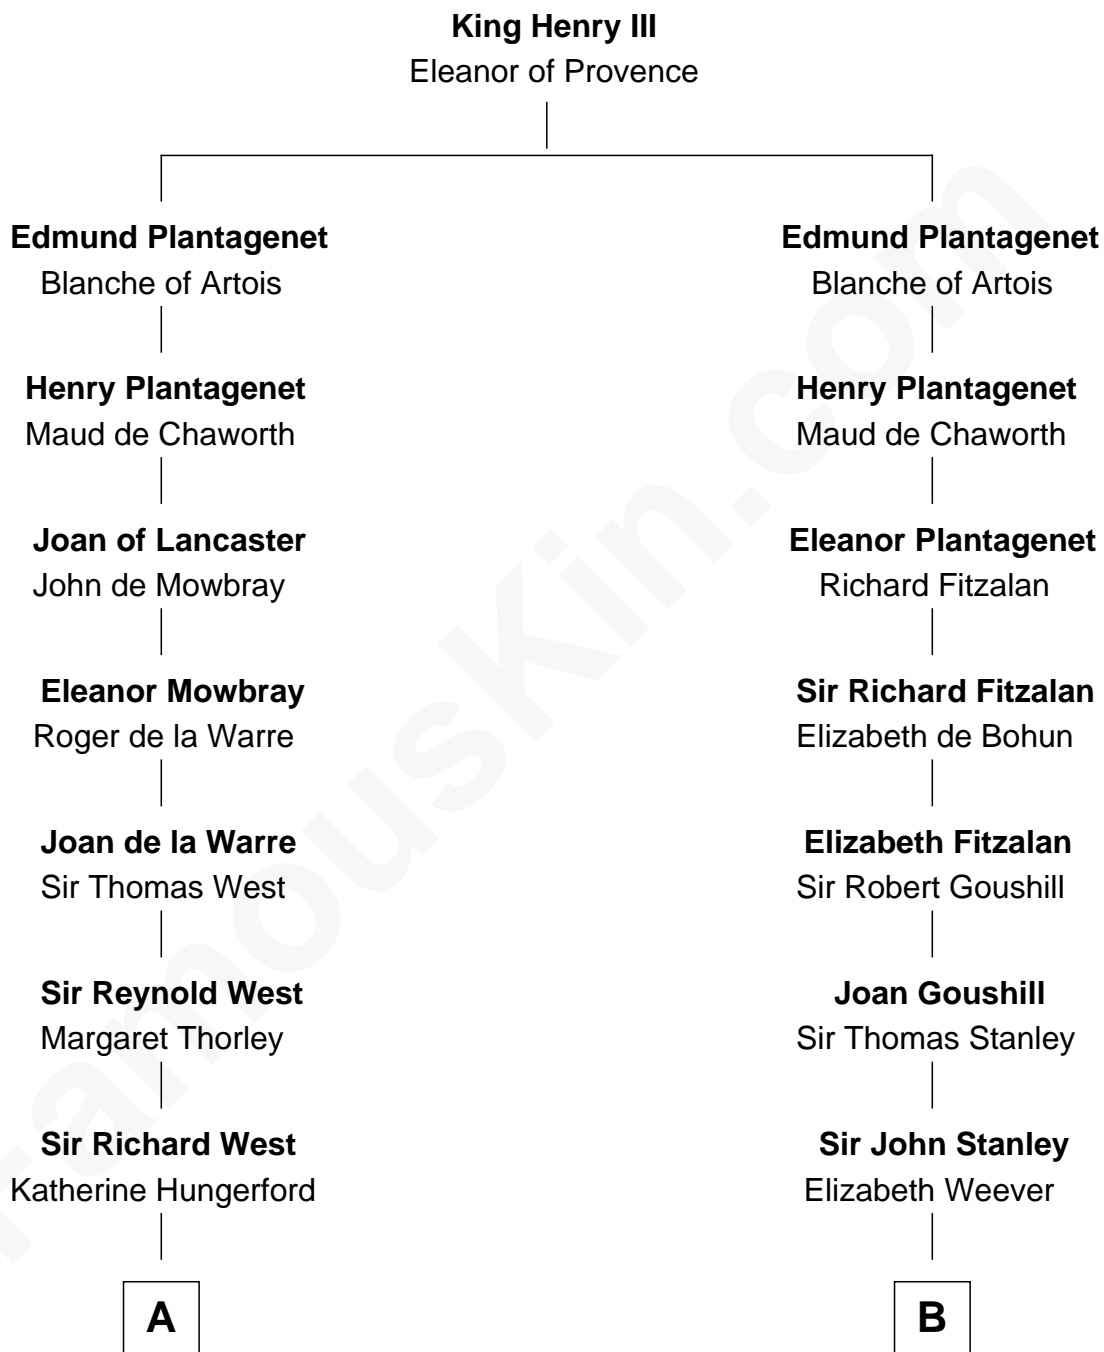 King Henry III
Eleanor of Provence
Edmund Plantagenet
Blanche of Artois
Henry Plantagenet
Maud de Chaworth
Joan of Lancaster
John de Mowbray
Eleanor Mowbray
Roger de la Warre
Joan de la Warre
Sir Thomas West
Sir Reynold West
Margaret Thorley
Sir Richard West
Katherine Hungerford
A
Edmund Plantagenet
Blanche of Artois
Henry Plantagenet
Maud de Chaworth
Eleanor Plantagenet
Richard Fitzalan
Sir Richard Fitzalan
Elizabeth de Bohun
Elizabeth Fitzalan
Sir Robert Goushill
Joan Goushill
Sir Thomas Stanley
Sir John Stanley
Elizabeth Weever
B
FamousKin.com